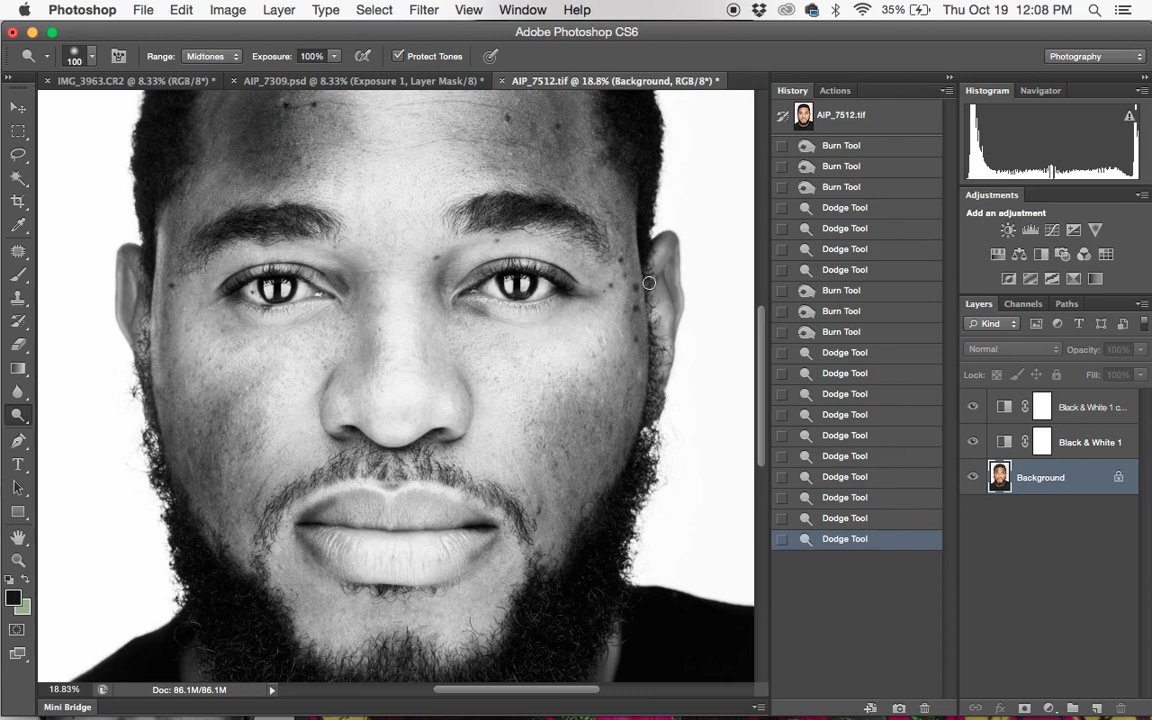 Photoshop File Edit Image Layer Type Select Filter View Window Help 35% Thu Oct 19 12:08 PM
Adobe Photoshop CS6
100 Range: Midtones Exposure: 100% Protect Tones Photography
IMG_3963.CR2 @ 8.33% (RGB/8*) * AIP_7309.psd @ 8.33% (Exposure 1, Layer Mask/8) * AIP_7512.tif @ 18.8% (Background, RGB/8*) *
History Actions
AIP_7512.tif
Burn Tool
Burn Tool
Burn Tool
Dodge Tool
Dodge Tool
Dodge Tool
Dodge Tool
Burn Tool
Burn Tool
Burn Tool
Dodge Tool
Dodge Tool
Dodge Tool
Dodge Tool
Dodge Tool
Dodge Tool
Dodge Tool
Dodge Tool
Dodge Tool
Dodge Tool
Histogram Navigator
Adjustments
Add an adjustment
Layers Channels Paths
Kind
Normal Opacity: 100%
Lock: Fill: 100%
Black & White 1 c...
Black & White 1
Background
18.83% Doc: 86.1M/86.1M
Mini Bridge